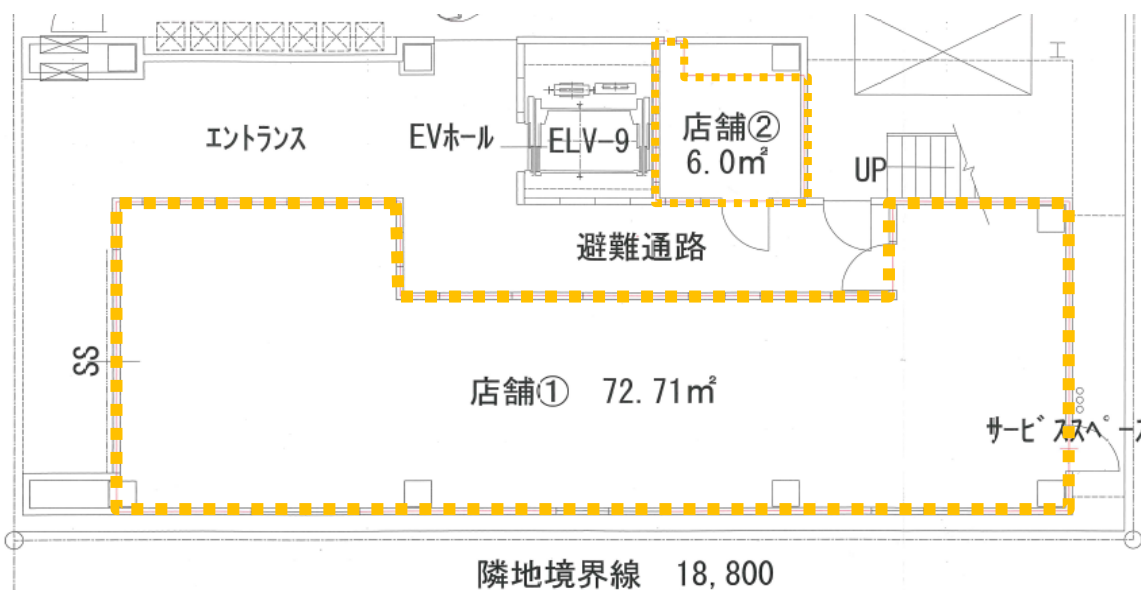 エントランス
EVホール
ELV-9
店舗②
6.0㎡
UP
避難通路
SS
店舗① 72.71㎡
サービススペース
隣地境界線 18,800